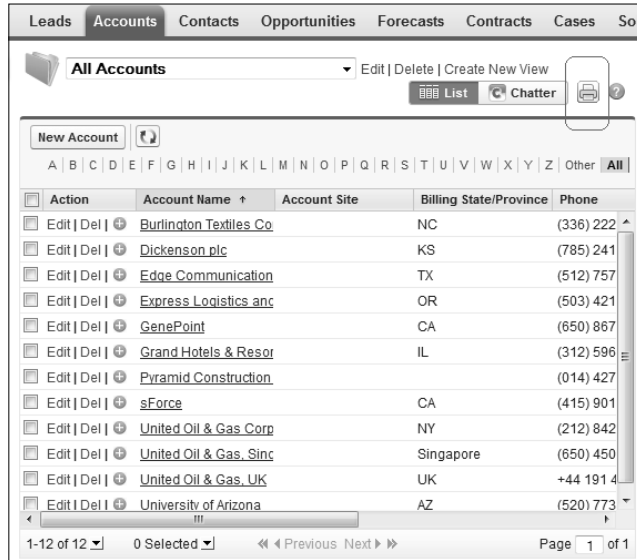 Leads Accounts Contacts Opportunities Forecasts Contracts Cases So
All Accounts Edit | Delete | Create New View
List Chatter
New Account
A | B | C | D | E | F | G | H | I | J | K | L | M | N | O | P | Q | R | S | T | U | V | W | X | Y | Z | Other All
Action Account Name Account Site Billing State/Province Phone
Edit | Del | Burlington Textiles Co NC (336) 222
Edit | Del | Dickenson plc KS (785) 241
Edit | Del | Edge Communication TX (512) 757
Edit | Del | Express Logistics and OR (503) 421
Edit | Del | GenePoint CA (650) 867
Edit | Del | Grand Hotels & Resor IL (312) 596
Edit | Del | Pyramid Construction (014) 427
Edit | Del | sForce CA (415) 901
Edit | Del | United Oil & Gas Corp NY (212) 842
Edit | Del | United Oil & Gas, Sing Singapore (650) 450
Edit | Del | United Oil & Gas, UK UK +44 191 4
Edit | Del | University of Arizona AZ (520) 773
1-12 of 12 0 Selected Previous Next Page 1 of 1